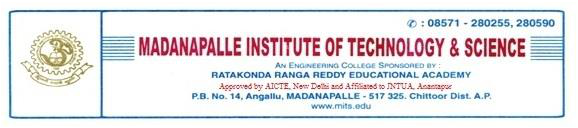 ✆ : 08571 - 280255, 280590
MADANAPALLE INSTITUTE OF TECHNOLOGY & SCIENCE
AN ENGINEERING COLLEGE SPONSORED BY :
RATAKONDA RANGA REDDY EDUCATIONAL ACADEMY
Approved by AICTE, New Delhi and Affiliated to JNTUA, Anantapur
P.B. No. 14, Angallu, MADANAPALLE - 517 325. Chittoor Dist. A.P.
www.mits.edu